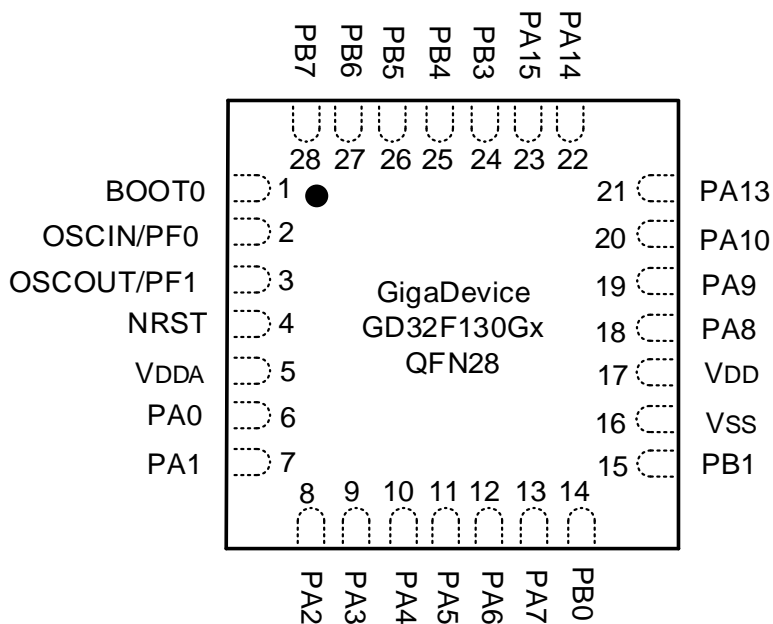 PB7 PB6 PB5 PB4 PB3 PA15 PA14
28 27 26 25 24 23 22
BOOT0 1
OSCIN/PF0 2
OSCOUT/PF1 3
NRST 4
VDDA 5
PA0 6
PA1 7
GigaDevice
GD32F130Gx
QFN28
21 PA13
20 PA10
19 PA9
18 PA8
17 VDD
16 VSS
15 PB1
8 9 10 11 12 13 14
PA2 PA3 PA4 PA5 PA6 PA7 PB0